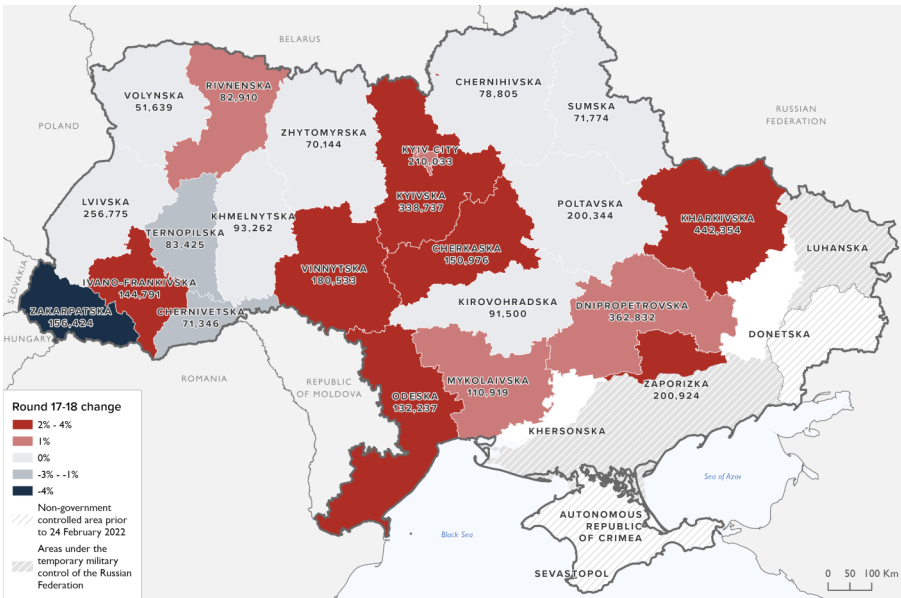 BELARUS
POLAND
RUSSIAN
FEDERATION
VOLYNSKA
51,639
RIVNENSKA
82,910
ZHYTOMYRSKA
70,144
KYIV CITY
210,033
KYIVSKA
338,737
CHERNIHIVSKA
78,805
SUMSKA
71,774
LVIVSKA
256,775
TERNOPILSKA
83,425
KHMELNYTSKA
93,262
VINNYTSKA
180,533
CHERKASKA
150,976
POLTAVSKA
200,344
KHARKIVSKA
442,354
LUHANSKA
SLOVAKIA
IVANO-FRANKIVSKA
144,791
ZAKARPATSKA
156,424
CHERNIVETSKA
71,346
KIROVOHRADSKA
91,500
DNIPROPETROVSKA
362,832
DONETSKA
HUNGARY
ROMANIA
REPUBLIC
OF MOLDOVA
ODESKA
132,237
MYKOLAIVSKA
110,919
ZAPORIZKA
200,924
KHERSONSKA
Sea of Azov
Black Sea
AUTONOMOUS
REPUBLIC
OF CRIMEA
SEVASTOPOL
Round 17-18 change
2% - 4%
1%
0%
-3% - -1%
-4%
Non-government
controlled area prior
to 24 February 2022
Areas under the
temporary military
control of the Russian
Federation
0 50 100 Km